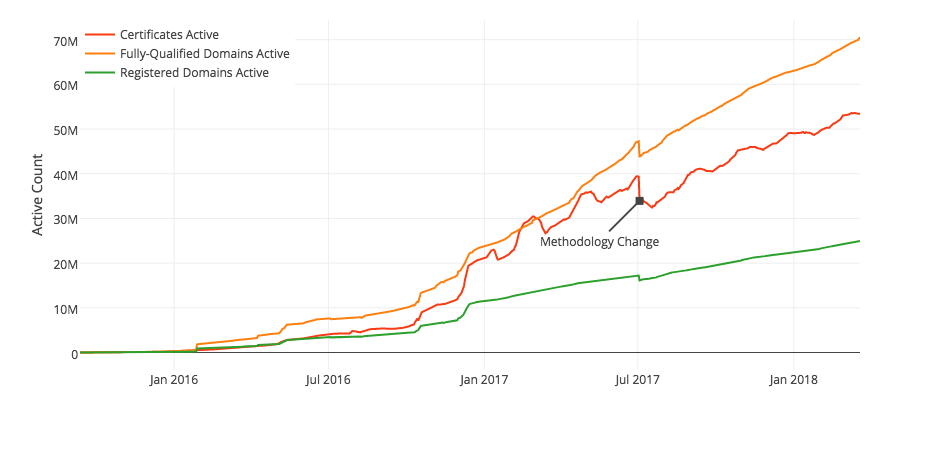 Certificates Active
Fully-Qualified Domains Active
Registered Domains Active
Active Count
70M
60M
50M
40M
30M
20M
10M
0
Methodology Change
Jan 2016
Jul 2016
Jan 2017
Jul 2017
Jan 2018